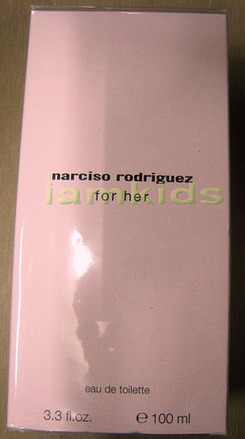 narciso rodriguez
for her
iamkids
eau de toilette
3.3 fl.oz. ℮ 100 ml